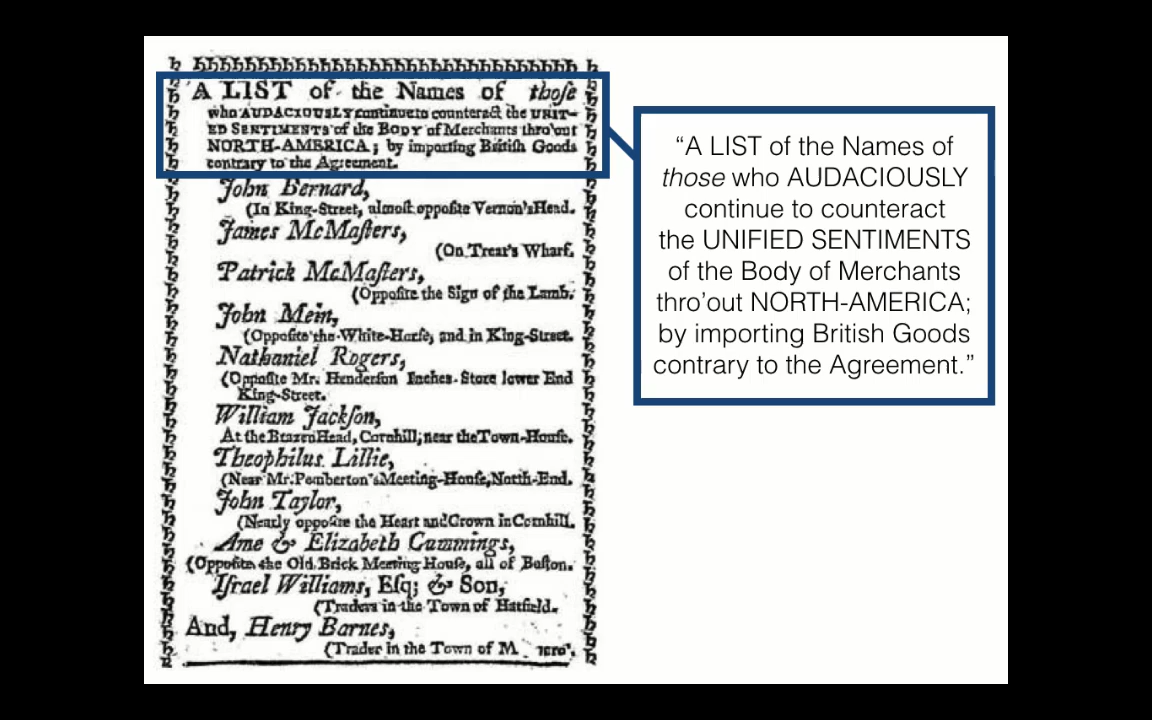 A LIST of the Names of thoſe
who AUDACIOUSLY continue to counteract the UNIT-
ED SENTIMENTS of the BODY of Merchants thro'out
NORTH-AMERICA; by importing Britiſh Goods
contrary to the Agreement.
John Bernard,
(In King-Street, almoſt oppoſite Vernon's Head.
James McMaſters,
(On Treat's Wharf.
Patrick McMaſters,
(Oppoſite the Sign of the Lamb.
John Mein,
(Oppoſite the White-Horſe, and in King-Street.
Nathaniel Rogers,
(Oppoſite Mr. Henderſon Inches Store lower End
King-Street.
William Jackſon,
At the Brazen Head, Cornhill, near the Town-Houſe.
Theophilus Lillie,
(Near Mr. Pemberton's Meeting-Houſe, North-End.
John Taylor,
(Nearly oppoſite the Heart and Crown in Cornhill.
Ame & Elizabeth Cummings,
(Oppoſite the Old Brick Meeting Houſe, all of Boſton.
Iſrael Williams, Eſq; & Son,
(Traders in the Town of Hatfield.
And, Henry Barnes,
(Trader in the Town of M
“A LIST of the Names of
those who AUDACIOUSLY
continue to counteract
the UNIFIED SENTIMENTS
of the Body of Merchants
thro’out NORTH-AMERICA;
by importing British Goods
contrary to the Agreement.”